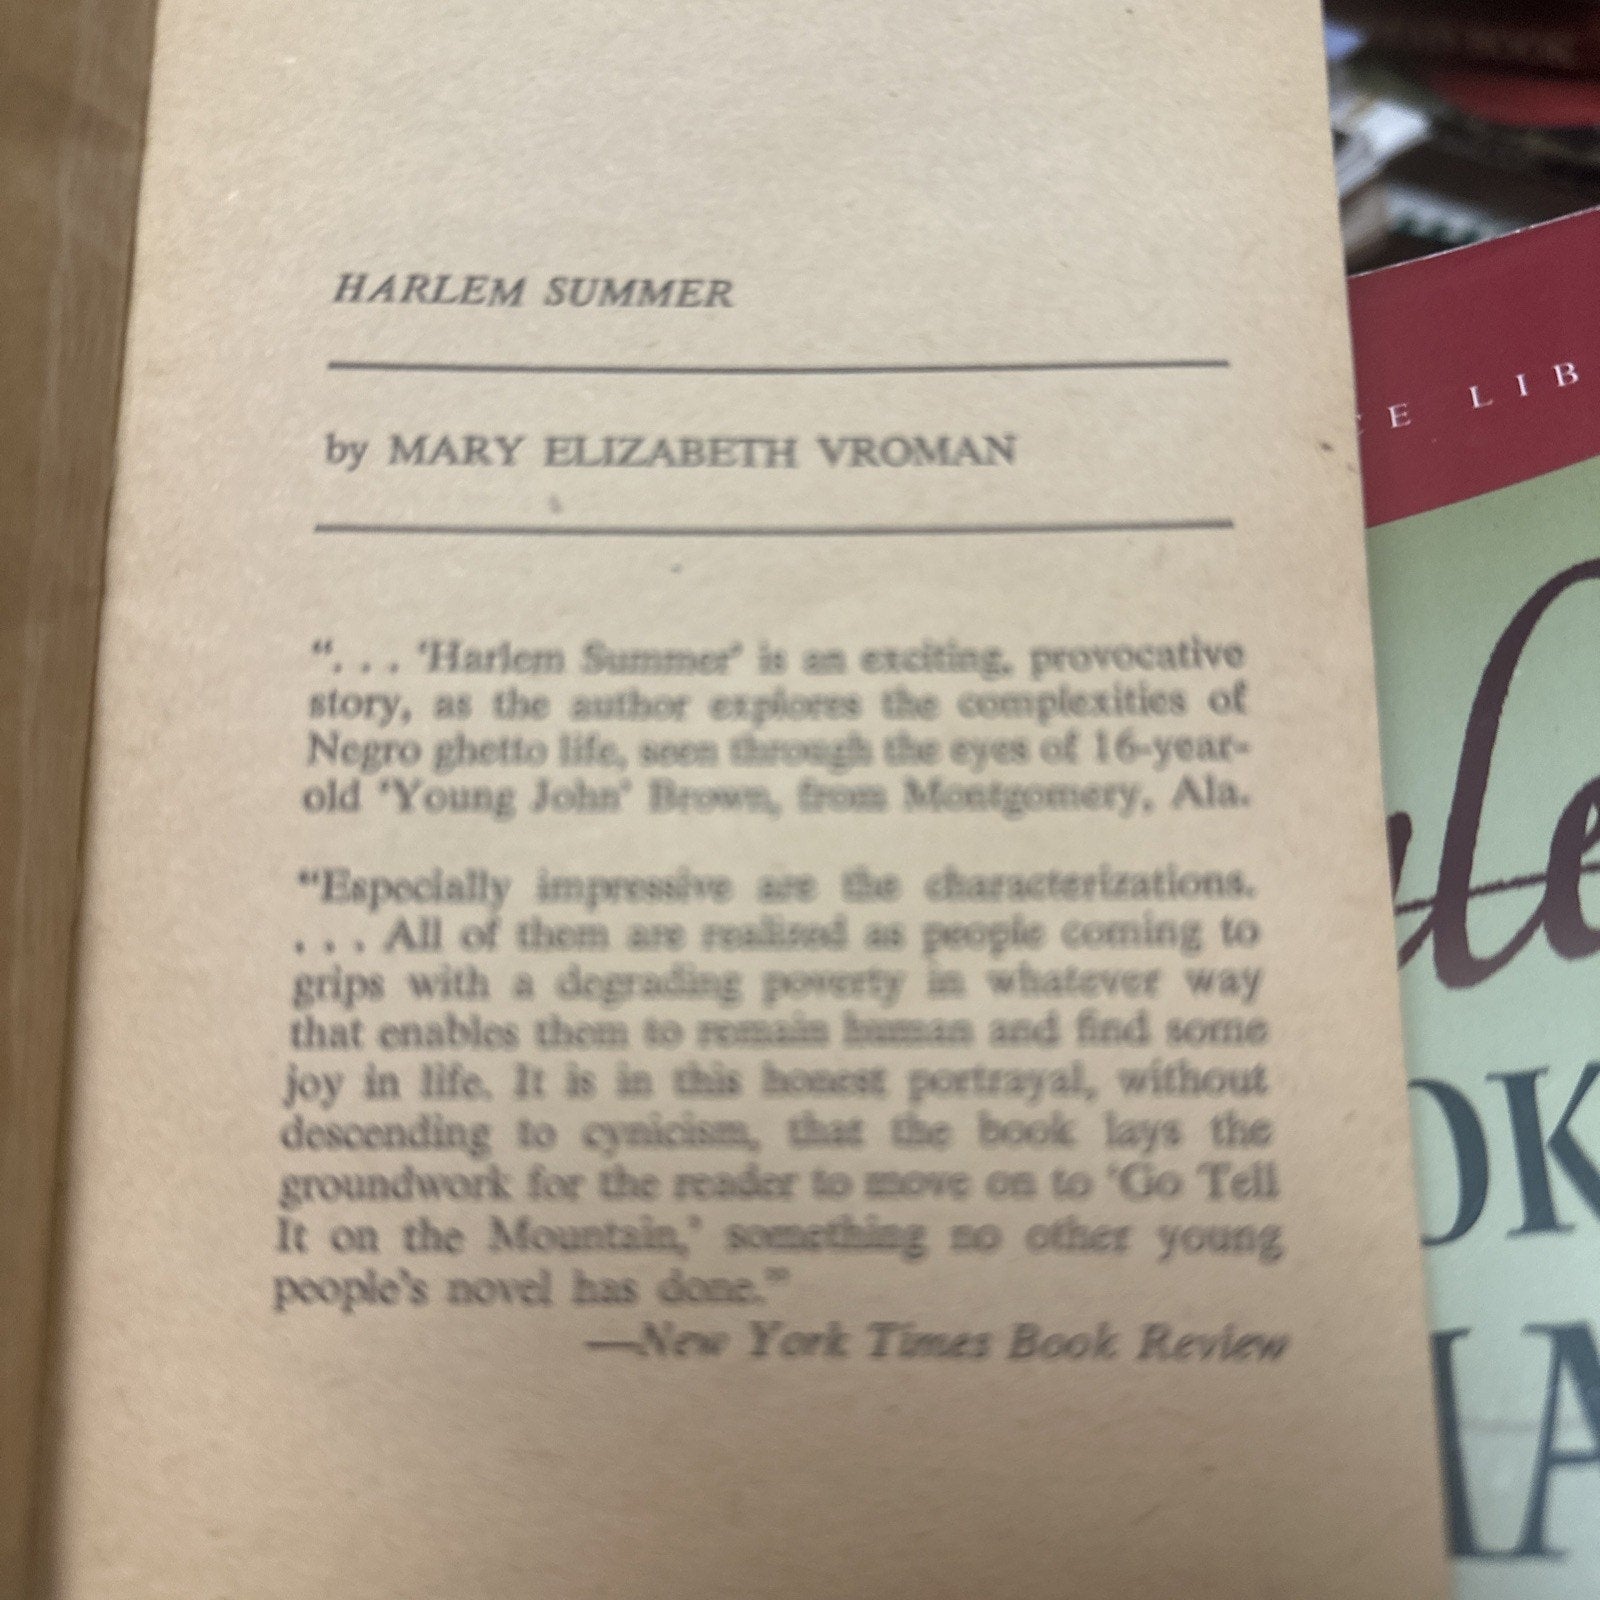 HARLEM SUMMER
by MARY ELIZABETH VROMAN
“. . . ‘Harlem Summer’ is an exciting, provocative
story, as the author explores the complexities of
Negro ghetto life, seen through the eyes of 16-year-
old ‘Young John’ Brown, from Montgomery, Ala.
“Especially impressive are the characterizations.
. . . All of them are realized as people coming to
grips with a degrading poverty in whatever way
that enables them to remain human and find some
joy in life. It is in this honest portrayal, without
descending to cynicism, that the book lays the
groundwork for the reader to move on to ‘Go Tell
It on the Mountain,’ something no other young
people’s novel has done.”
—New York Times Book Review
CE LIB
le
OK
IA